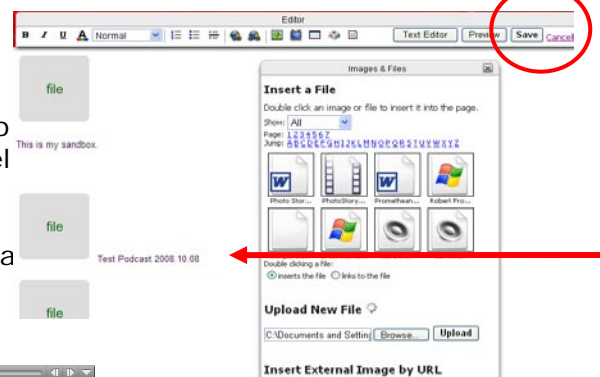 Editor
B I U A Normal Text Editor Preview Save Cancel
file
This is my sandbox.
file
Test Podcast 2008.10.08
file
a
Images & Files
Insert a File
Double click an image or file to insert it into the page.
Show: All
Page: 1 2 3 4 5 6 7
Jump: A B C D E F G H I J K L M N O P Q R S T U V W X Y Z
Photo Stor... PhotoStory... Promethean... Robert Fro...
Double clicking a file:
inserts the file links to the file
Upload New File
C:\Documents and Setting Browse... Upload
Insert External Image by URL